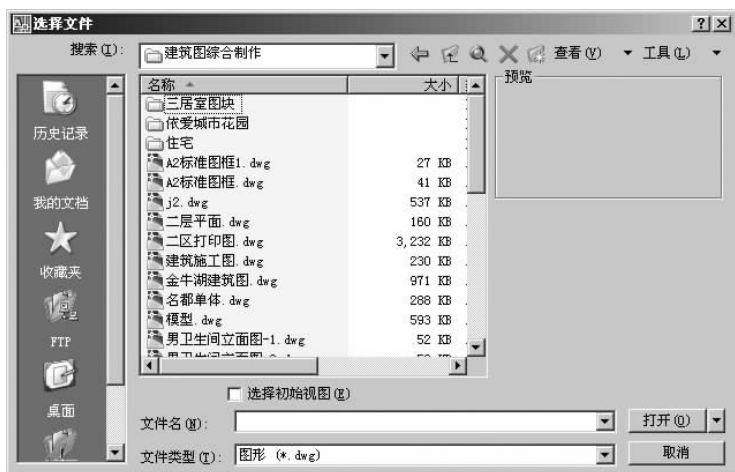 选择文件
搜索(I):
建筑图综合制作
查看(V)
工具(L)
历史记录
我的文档
收藏夹
FTP
桌面
名称
大小
三居室图块
依爱城市花园
住宅
A2标准图框1.dwg 27 KB
A2标准图框.dwg 41 KB
j2.dwg 537 KB
二层平面.dwg 160 KB
二区打印图.dwg 3,232 KB
建筑施工图.dwg 230 KB
金牛湖建筑图.dwg 971 KB
名都单体.dwg 288 KB
模型.dwg 593 KB
男卫生间立面图-1.dwg 52 KB
预览
选择初始视图(E)
文件名(N):
打开(O)
文件类型(T):
图形 (*.dwg)
取消